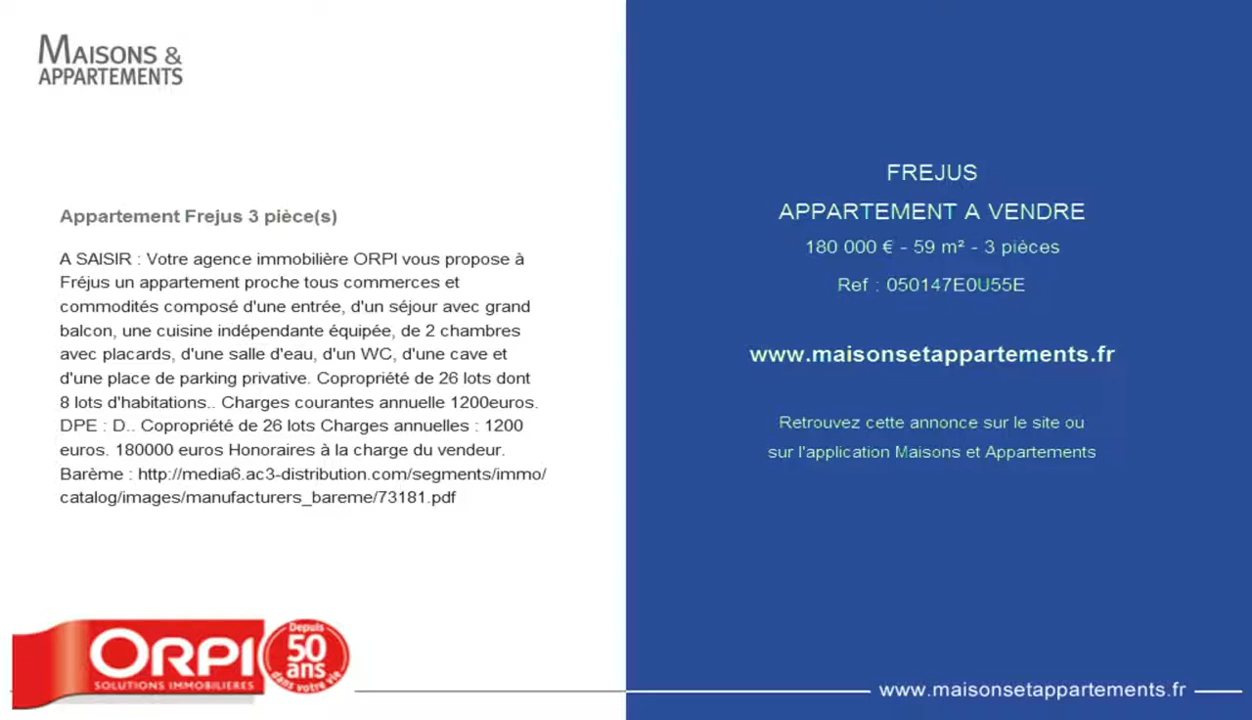 MAISONS &
APPARTEMENTS
Appartement Frejus 3 pièce(s)
A SAISIR : Votre agence immobilière ORPI vous propose à
Fréjus un appartement proche tous commerces et
commodités composé d'une entrée, d'un séjour avec grand
balcon, une cuisine indépendante équipée, de 2 chambres
avec placards, d'une salle d'eau, d'un WC, d'une cave et
d'une place de parking privative. Copropriété de 26 lots dont
8 lots d'habitations.. Charges courantes annuelle 1200euros.
DPE : D.. Copropriété de 26 lots Charges annuelles : 1200
euros. 180000 euros Honoraires à la charge du vendeur.
Barème : http://media6.ac3-distribution.com/segments/immo/
catalog/images/manufacturers_bareme/73181.pdf
ORPI
SOLUTIONS IMMOBILIÈRES
Depuis
50
ans
dans votre vie
FREJUS
APPARTEMENT A VENDRE
180 000 € - 59 m² - 3 pièces
Ref : 050147E0U55E
www.maisonsetappartements.fr
Retrouvez cette annonce sur le site ou
sur l'application Maisons et Appartements
www.maisonsetappartements.fr